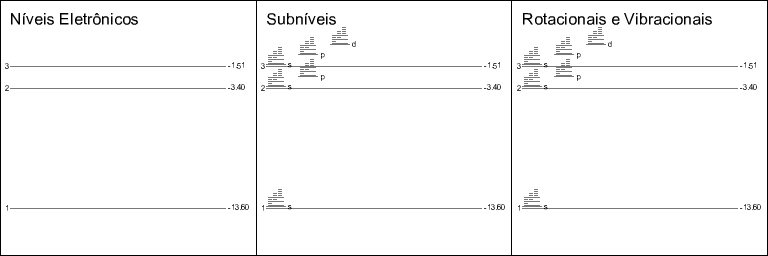 Níveis Eletrônicos
3 -1.51
2 -3.40
1 -13.60
Subníveis
d
p
3 s -1.51
p
2 s -3.40
1 s -13.60
Rotacionais e Vibracionais
d
p
3 s -1.51
p
2 s -3.40
1 s -13.60